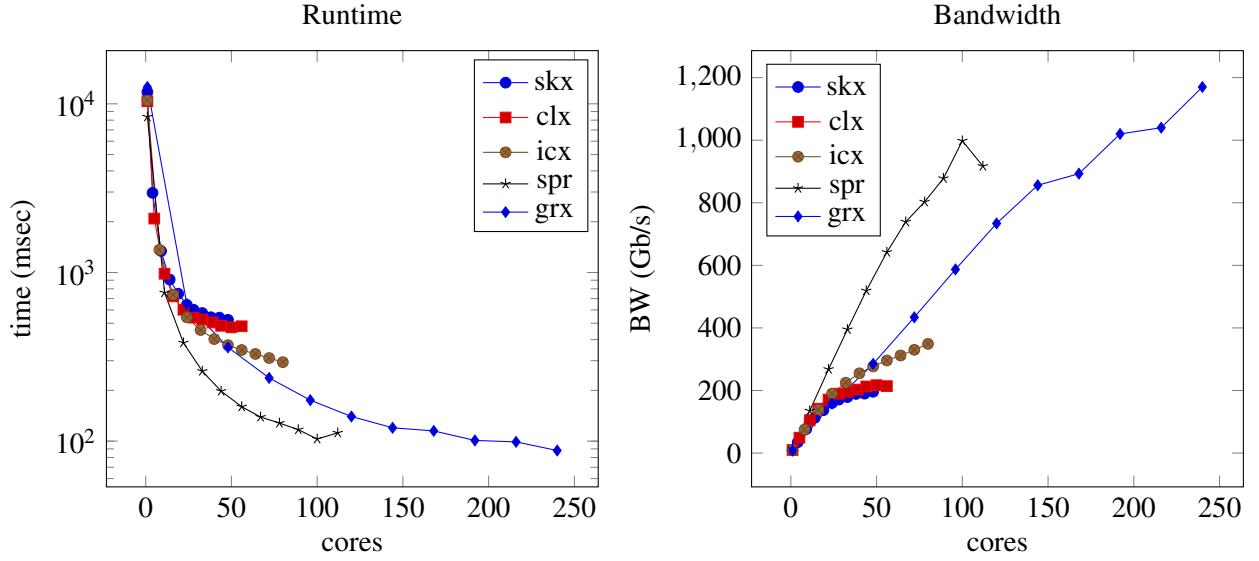 Runtime
10^4
10^3
10^2
time (msec)
0
50
100
150
200
250
cores
skx
clx
icx
spr
grx
Bandwidth
1,200
1,000
800
600
400
200
0
BW (Gb/s)
0
50
100
150
200
250
cores
skx
clx
icx
spr
grx